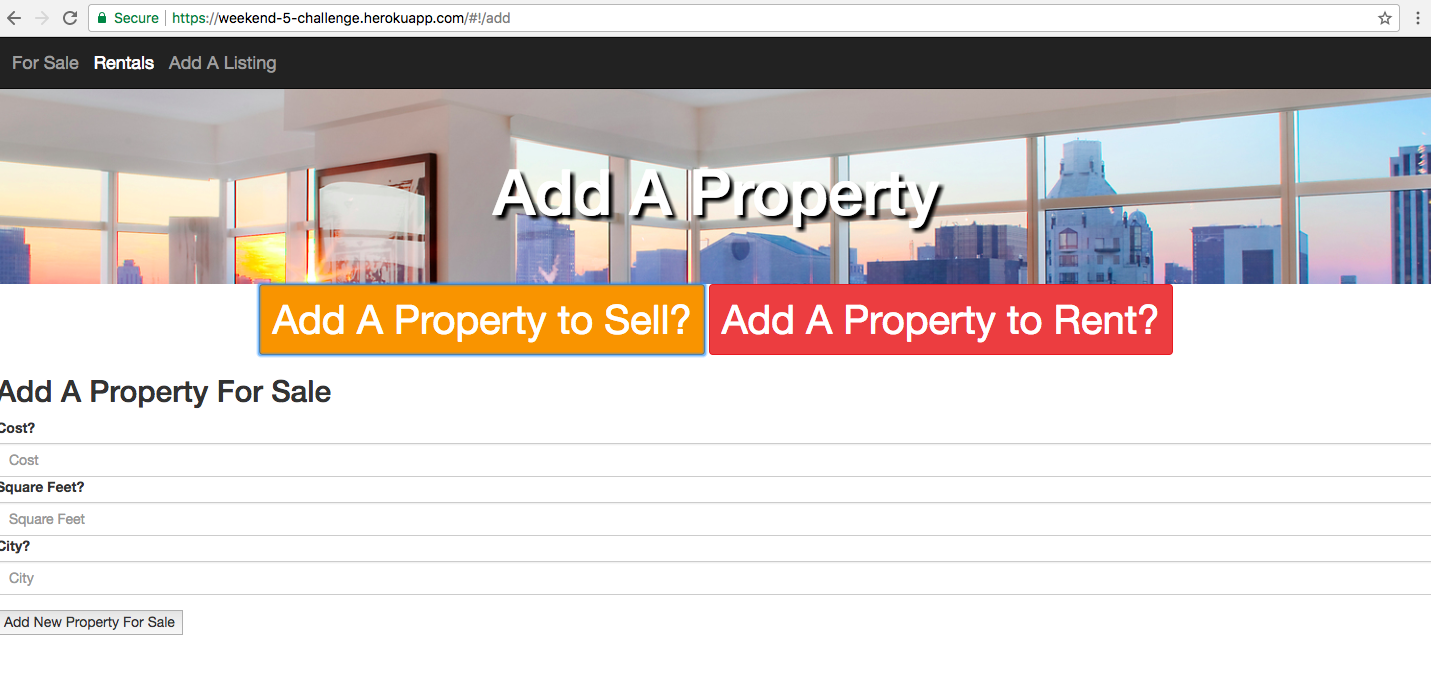 Secure https://weekend-5-challenge.herokuapp.com/#!/add
For Sale Rentals Add A Listing
Add A Property
Add A Property to Sell? Add A Property to Rent?
Add A Property For Sale
Cost?
Cost
Square Feet?
Square Feet
City?
City
Add New Property For Sale